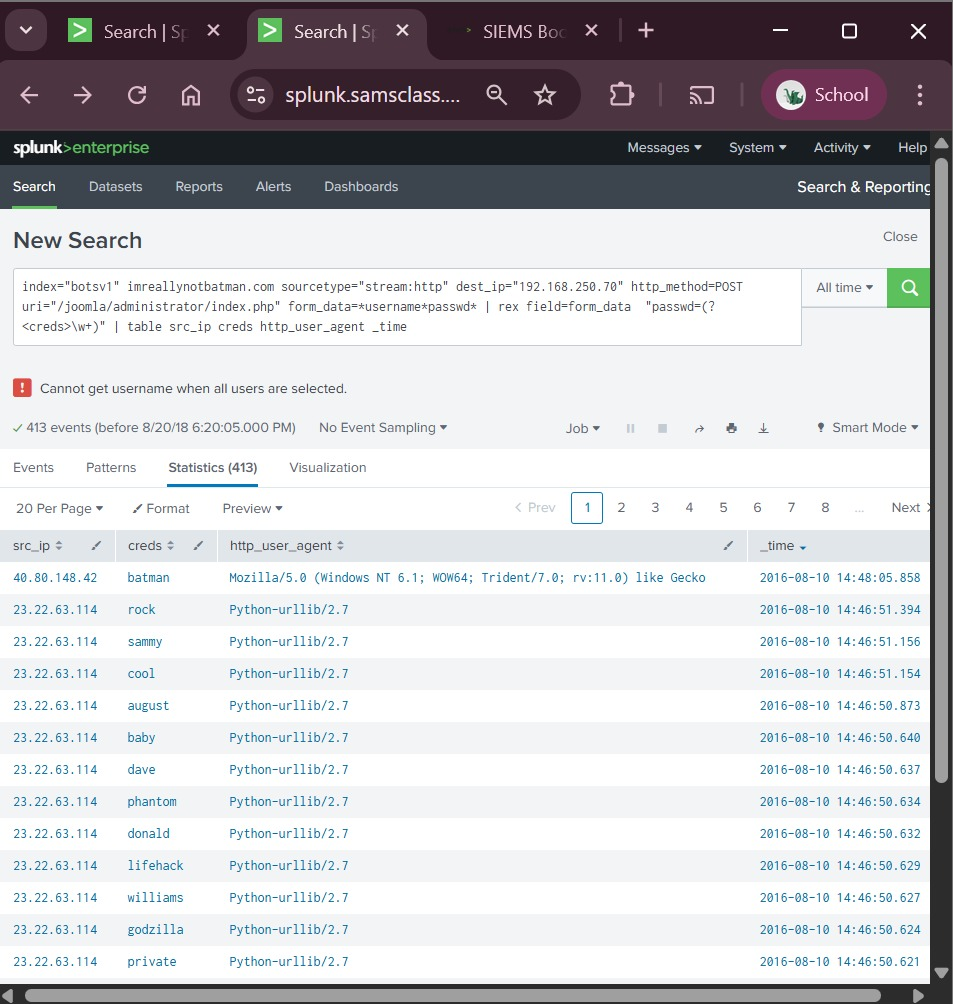 Search | Sp
Search | Sp
SIEMS Boo
splunk.samsclass....
School
splunk>enterprise
Messages
System
Activity
Help
Search
Datasets
Reports
Alerts
Dashboards
Search & Reporting
New Search
Close
index="botsv1" imreallynotbatman.com sourcetype="stream:http" dest_ip="192.168.250.70" http_method=POST
uri="/joomla/administrator/index.php" form_data=*username*passwd* | rex field=form_data  "passwd=(?
<creds>\w+)" | table src_ip creds http_user_agent _time
All time
! Cannot get username when all users are selected.
✓ 413 events (before 8/20/18 6:20:05.000 PM)
No Event Sampling
Job
Smart Mode
Events
Patterns
Statistics (413)
Visualization
20 Per Page
Format
Preview
< Prev 1 2 3 4 5 6 7 8 ... Next >
src_ip creds http_user_agent _time
40.80.148.42 batman Mozilla/5.0 (Windows NT 6.1; WOW64; Trident/7.0; rv:11.0) like Gecko 2016-08-10 14:48:05.858
23.22.63.114 rock Python-urllib/2.7 2016-08-10 14:46:51.394
23.22.63.114 sammy Python-urllib/2.7 2016-08-10 14:46:51.156
23.22.63.114 cool Python-urllib/2.7 2016-08-10 14:46:51.154
23.22.63.114 august Python-urllib/2.7 2016-08-10 14:46:50.873
23.22.63.114 baby Python-urllib/2.7 2016-08-10 14:46:50.640
23.22.63.114 dave Python-urllib/2.7 2016-08-10 14:46:50.637
23.22.63.114 phantom Python-urllib/2.7 2016-08-10 14:46:50.634
23.22.63.114 donald Python-urllib/2.7 2016-08-10 14:46:50.632
23.22.63.114 lifehack Python-urllib/2.7 2016-08-10 14:46:50.629
23.22.63.114 williams Python-urllib/2.7 2016-08-10 14:46:50.627
23.22.63.114 godzilla Python-urllib/2.7 2016-08-10 14:46:50.624
23.22.63.114 private Python-urllib/2.7 2016-08-10 14:46:50.621